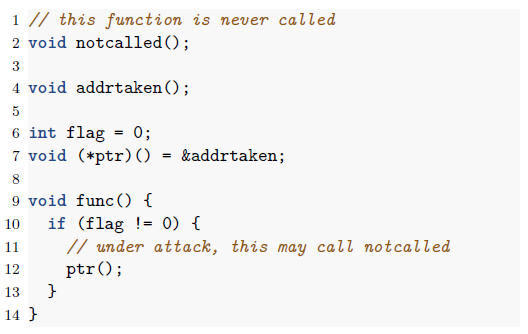 1 // this function is never called
2 void notcalled();
3
4 void addrtaken();
5
6 int flag = 0;
7 void (*ptr)() = &addrtaken;
8
9 void func() {
10   if (flag != 0) {
11     // under attack, this may call notcalled
12     ptr();
13   }
14 }